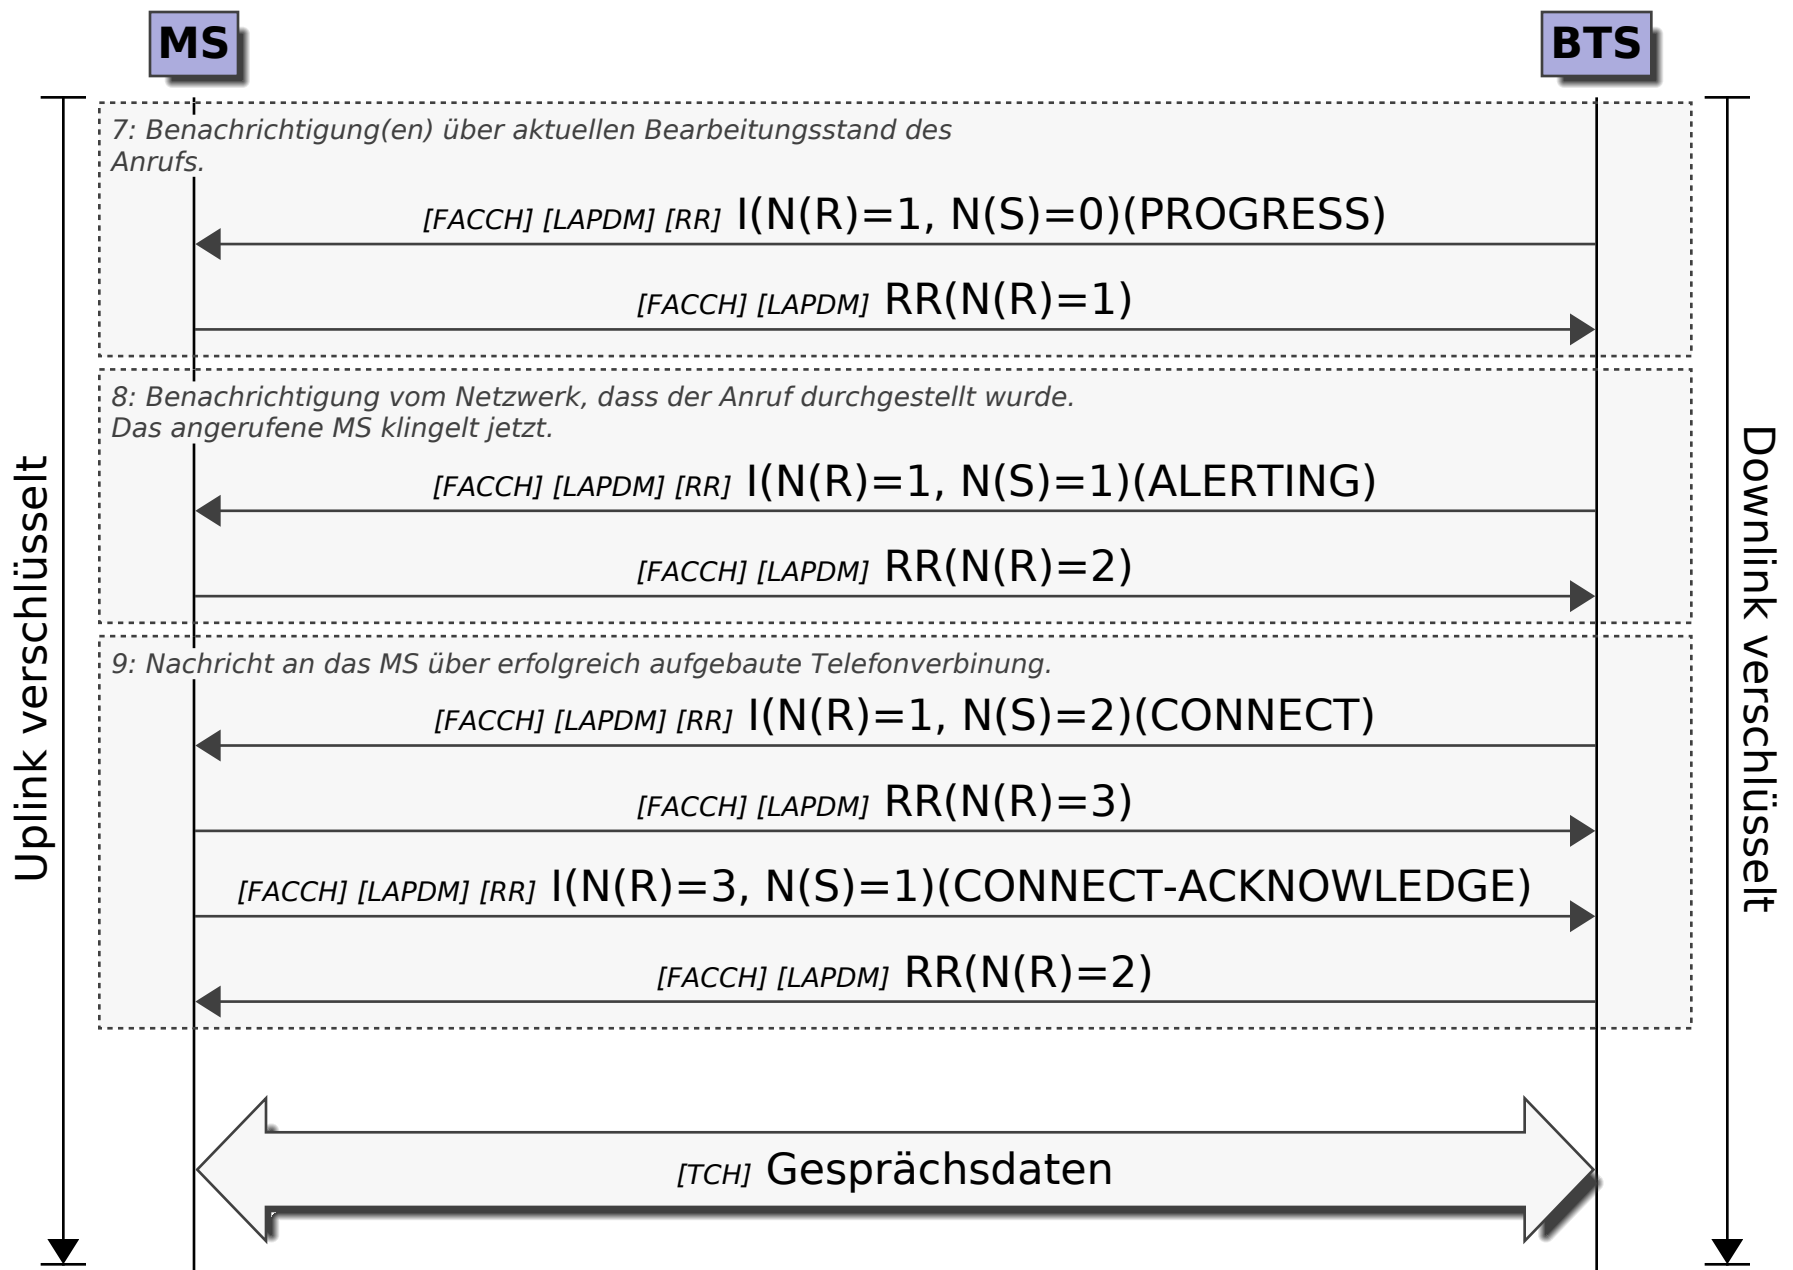 MS
BTS
7: Benachrichtigung(en) über aktuellen Bearbeitungsstand des
Anrufs.
[FACCH] [LAPDM] [RR] I(N(R)=1, N(S)=0)(PROGRESS)
[FACCH] [LAPDM] RR(N(R)=1)
8: Benachrichtigung vom Netzwerk, dass der Anruf durchgestellt wurde.
Das angerufene MS klingelt jetzt.
[FACCH] [LAPDM] [RR] I(N(R)=1, N(S)=1)(ALERTING)
[FACCH] [LAPDM] RR(N(R)=2)
9: Nachricht an das MS über erfolgreich aufgebaute Telefonverbinung.
[FACCH] [LAPDM] [RR] I(N(R)=1, N(S)=2)(CONNECT)
[FACCH] [LAPDM] RR(N(R)=3)
[FACCH] [LAPDM] [RR] I(N(R)=3, N(S)=1)(CONNECT-ACKNOWLEDGE)
[FACCH] [LAPDM] RR(N(R)=2)
[TCH] Gesprächsdaten
Uplink verschlüsselt
Downlink verschlüsselt